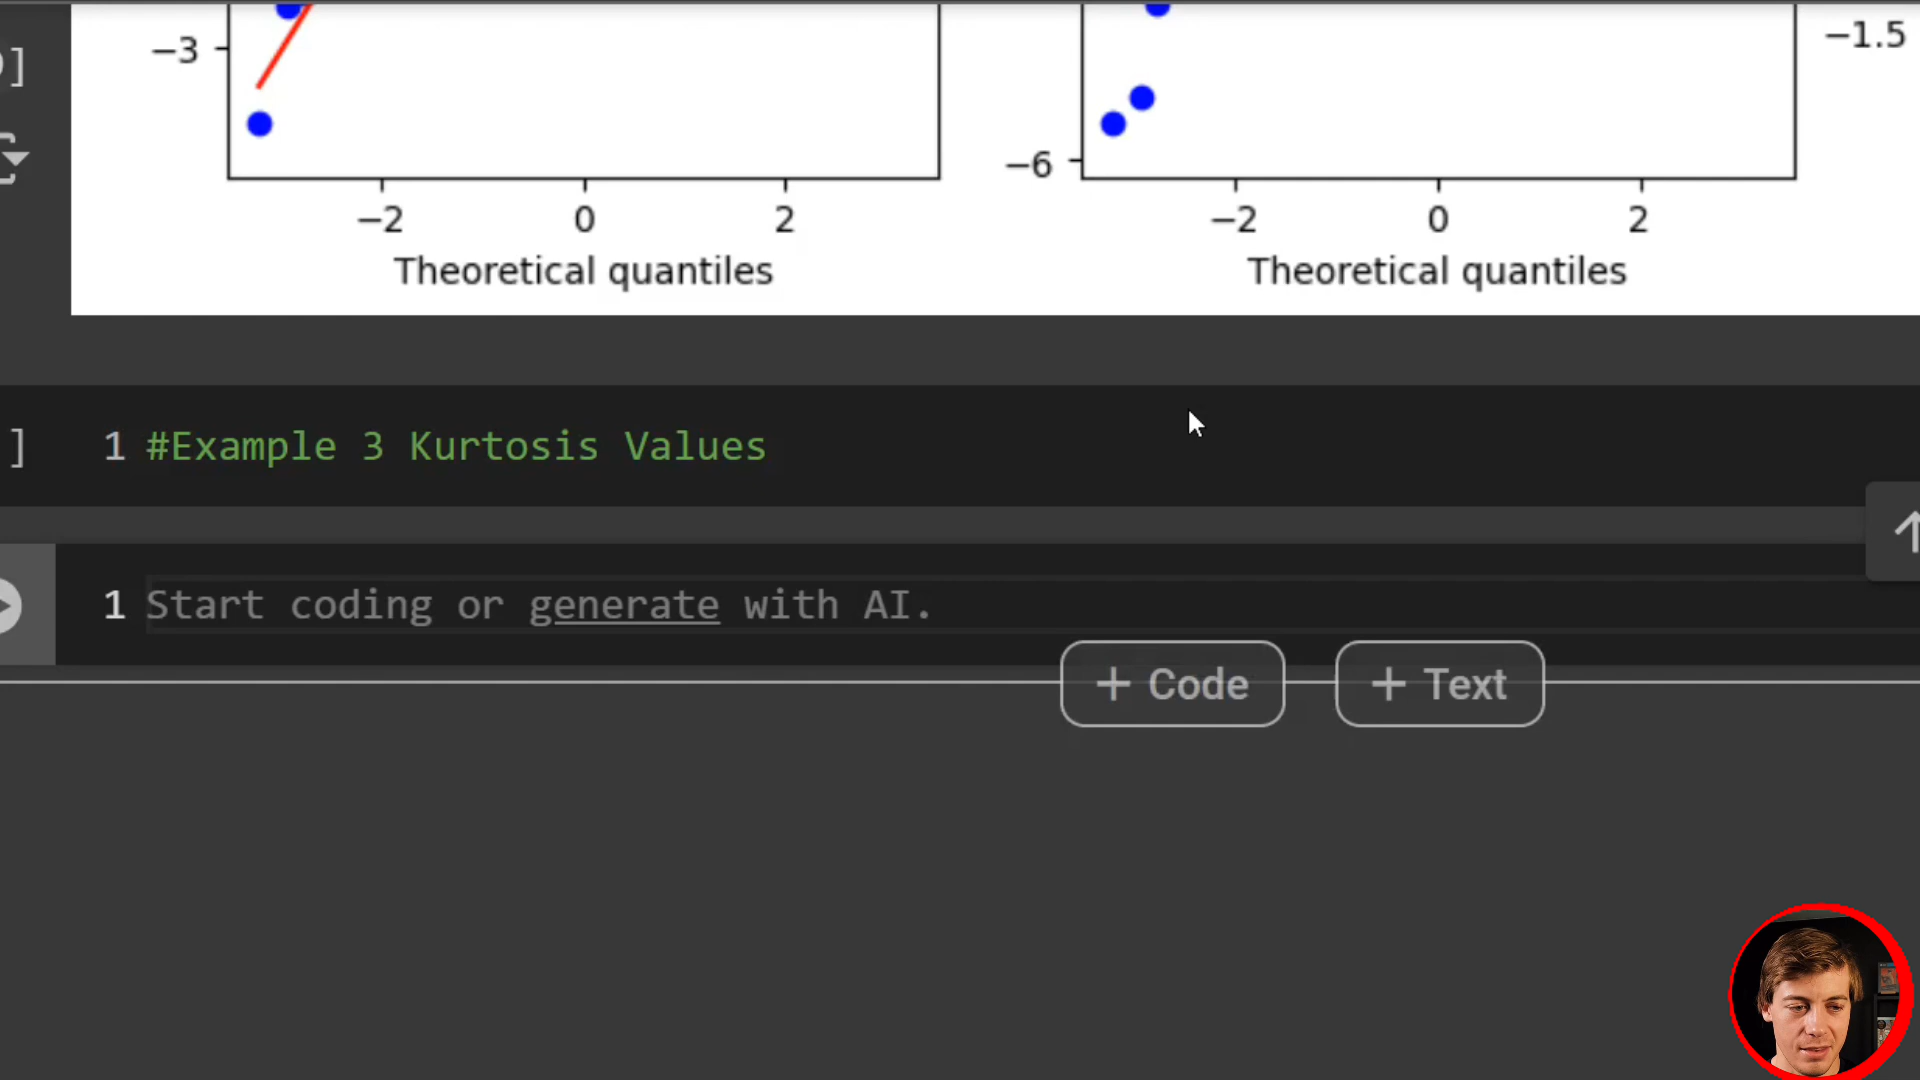 −3
−1.5
−6
−2 0 2
−2 0 2
Theoretical quantiles
Theoretical quantiles
]
] 1 #Example 3 Kurtosis Values
1 Start coding or generate with AI.
+ Code
+ Text